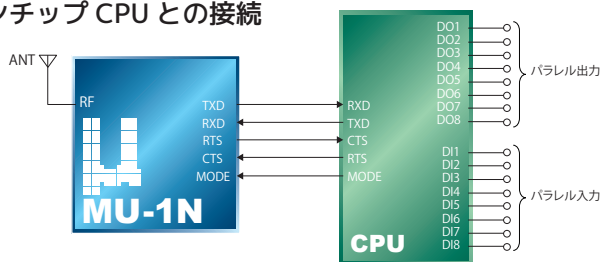 ンチップ CPU との接続
ANT
RF
TXD
RXD
RTS
CTS
MODE
MU-1N
RXD
TXD
CTS
RTS
MODE
CPU
DO1
DO2
DO3
DO4
DO5
DO6
DO7
DO8
パラレル出力
DI1
DI2
DI3
DI4
DI5
DI6
DI7
DI8
パラレル入力